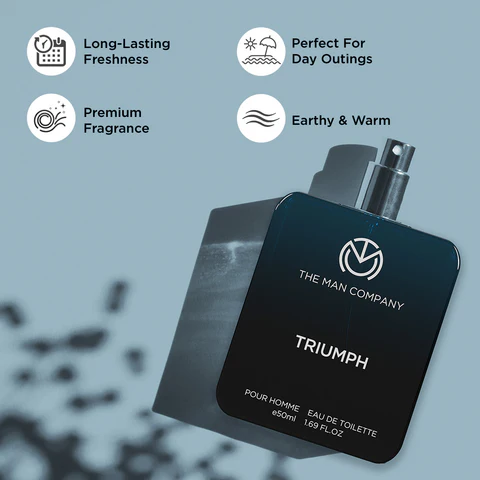 Long-Lasting
Freshness
Perfect For
Day Outings
Premium
Fragrance
Earthy & Warm
THE MAN COMPANY
TRIUMPH
POUR HOMME EAU DE TOILETTE
e50ml 1.69 FL.OZ